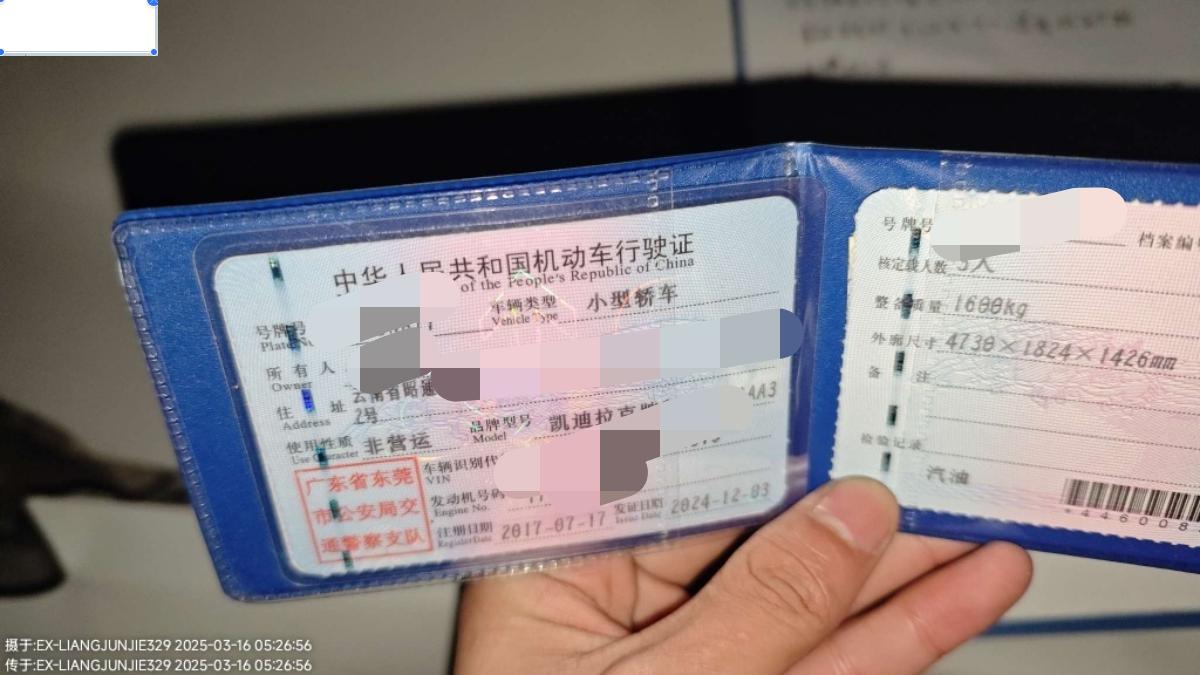 中华人民共和国机动车行驶证
of the People's Republic of China
号牌号
车辆类型 小型轿车
Vehicle Type
所有人
Owner
住址 云南省昭通
Address 2号
使用性质 非营运
Use Character
品牌型号 凯迪拉克牌
Model AA3
车辆识别代
VIN
发动机号码
Engine No.
注册日期 2017-07-17
Register Date
发证日期 2024-12-03
Issue Date
广东省东莞
市公安局交
通警察支队
号牌号
档案编
核定载人数 5人
整备质量 1600kg
外廓尺寸 4730×1824×1426mm
备注
检验记录
汽油
*44600
摄于:EX-LIANGJUNJIE329 2025-03-16 05:26:56
传于:EX-LIANGJUNJIE329 2025-03-16 05:26:56